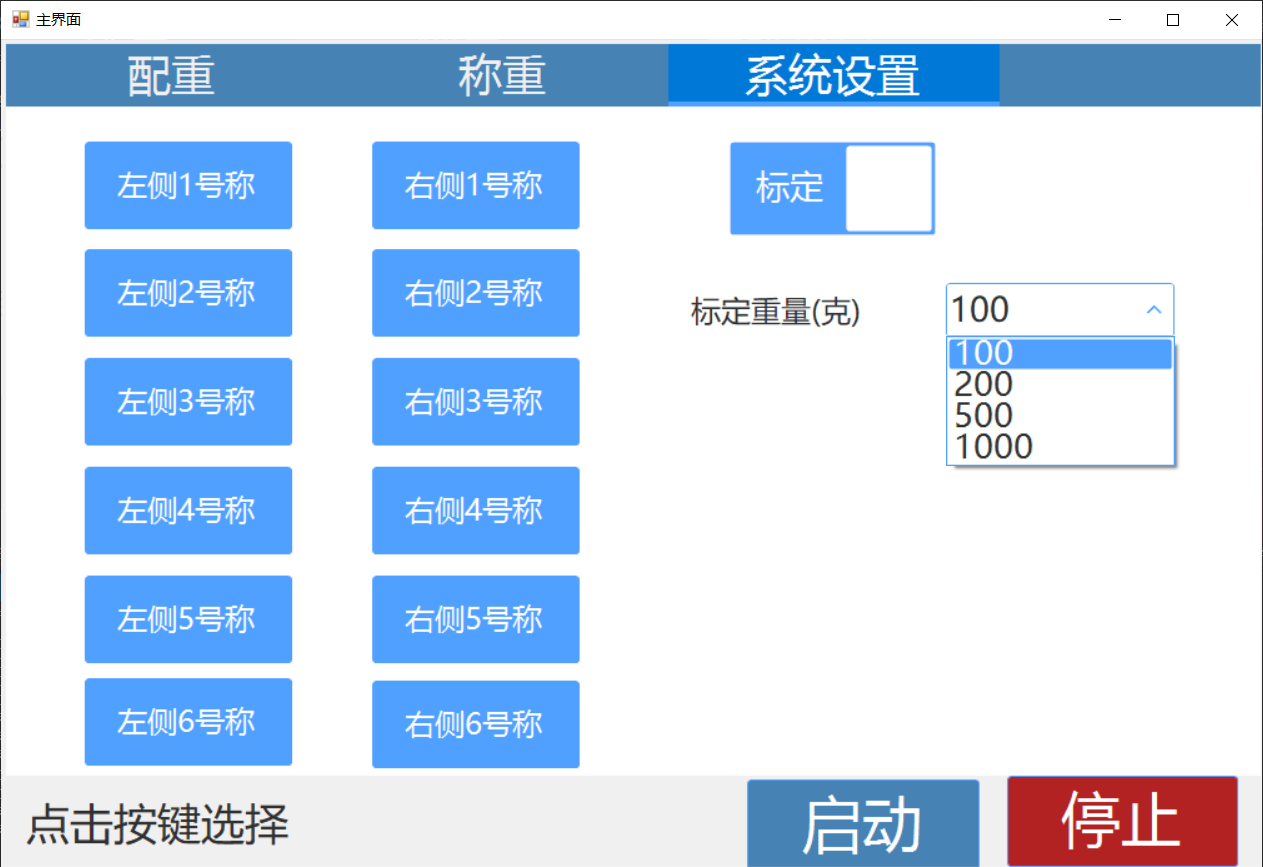 主界面
配重
称重
系统设置
左侧1号称
右侧1号称
标定
左侧2号称
右侧2号称
标定重量(克)
100
100
200
500
1000
左侧3号称
右侧3号称
左侧4号称
右侧4号称
左侧5号称
右侧5号称
左侧6号称
右侧6号称
点击按键选择
启动
停止